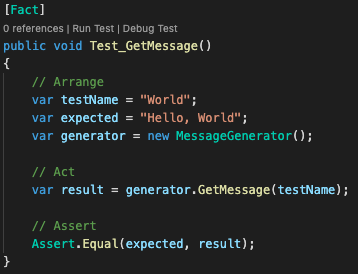 [Fact]
0 references | Run Test | Debug Test
public void Test_GetMessage()
{
    // Arrange
    var testName = "World";
    var expected = "Hello, World";
    var generator = new MessageGenerator();

    // Act
    var result = generator.GetMessage(testName);

    // Assert
    Assert.Equal(expected, result);
}